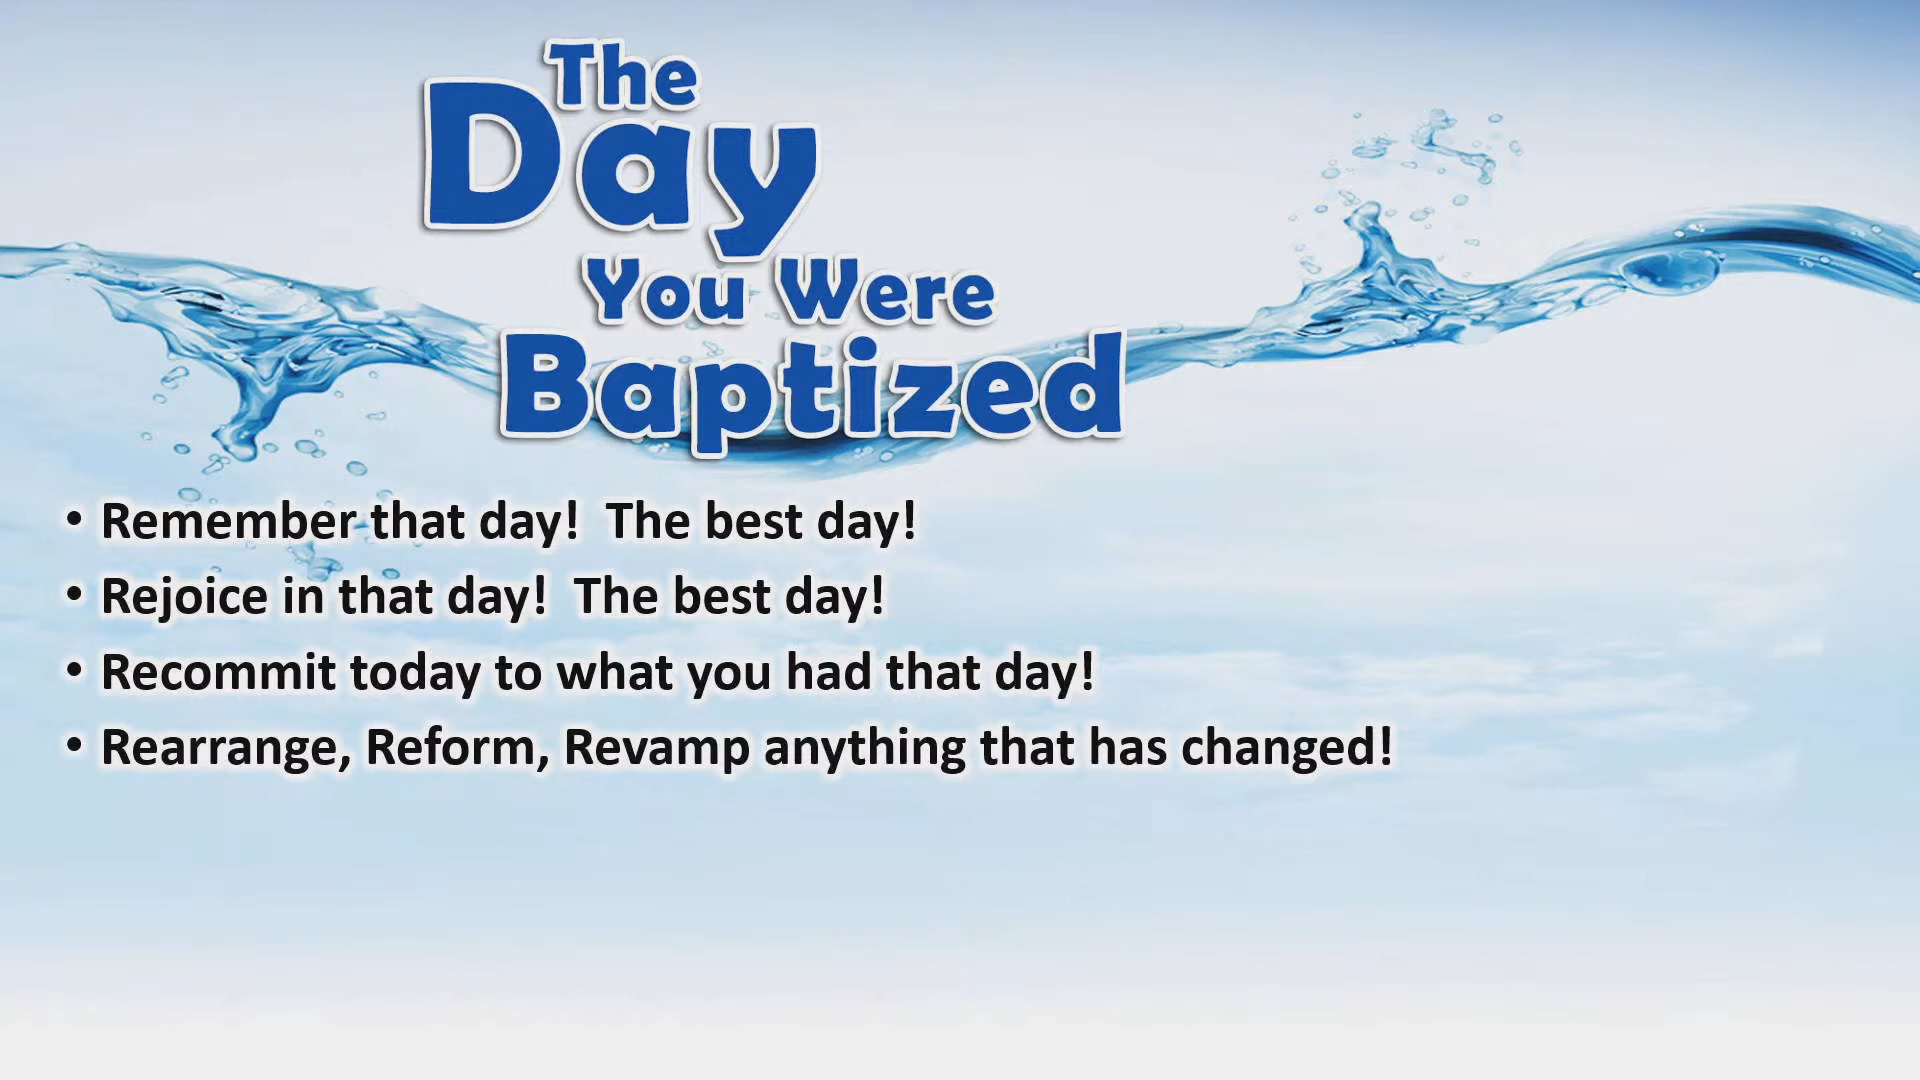 The
Day
You Were
Baptized
• Remember that day!  The best day!
• Rejoice in that day!  The best day!
• Recommit today to what you had that day!
• Rearrange, Reform, Revamp anything that has changed!